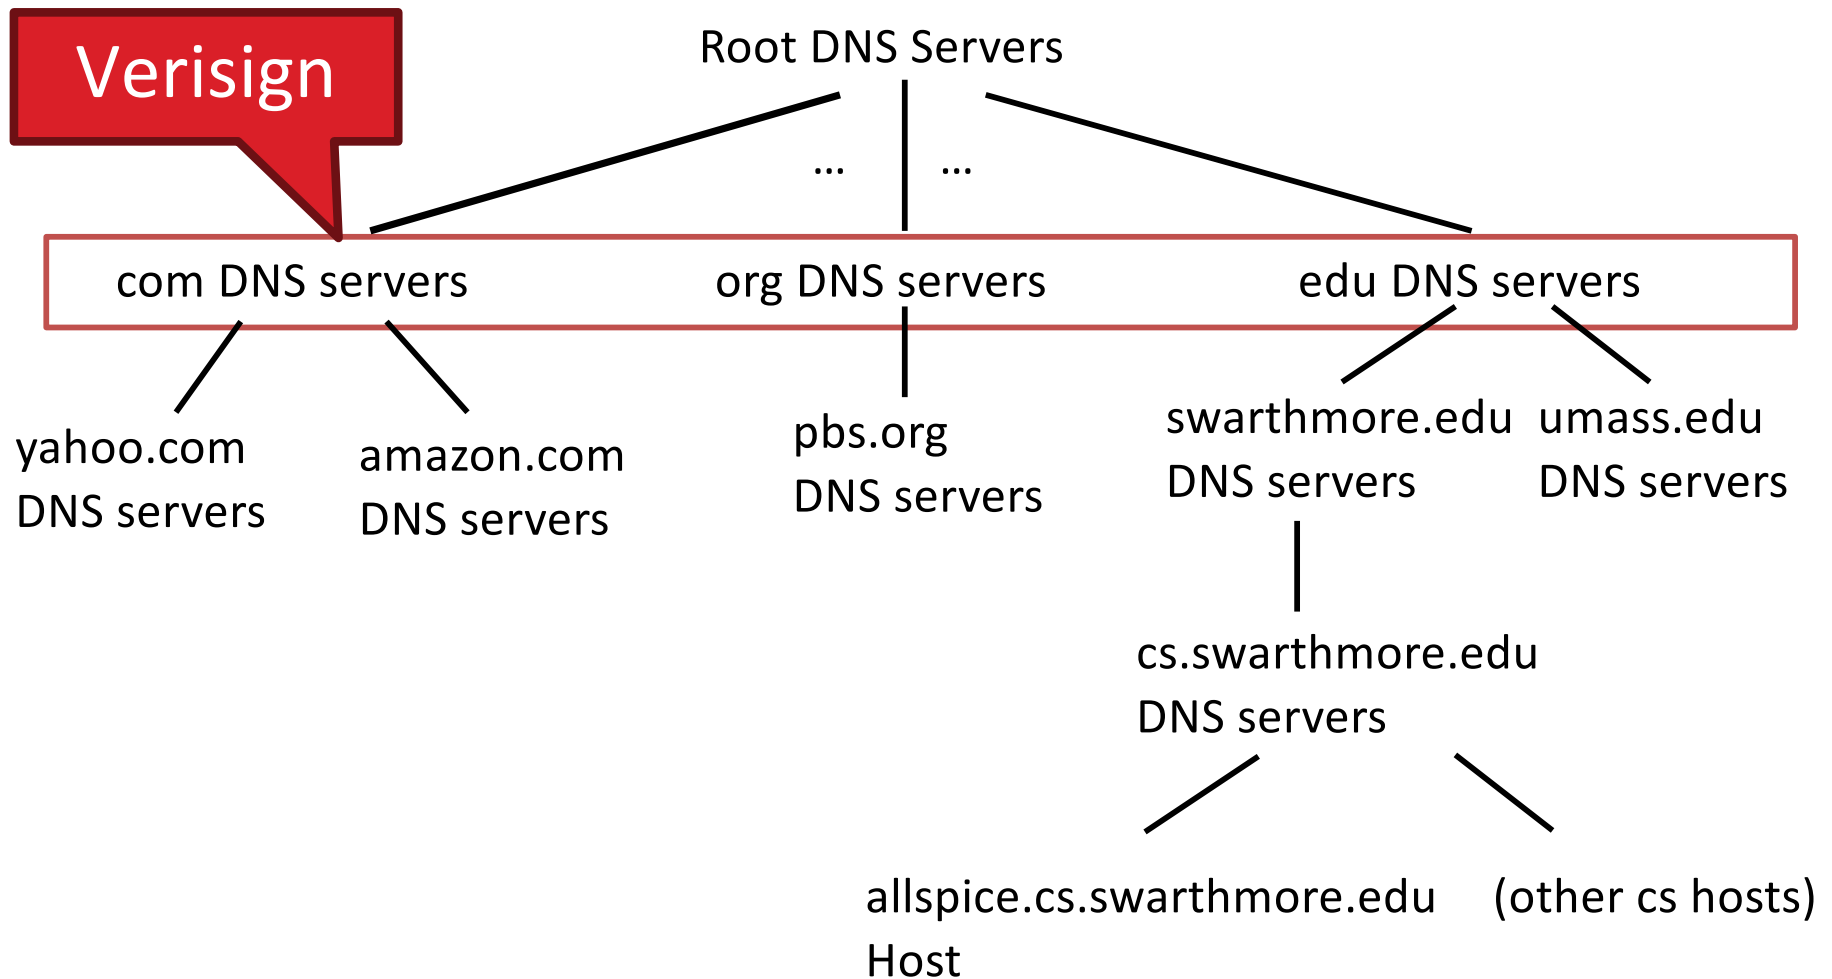 Verisign
Root DNS Servers
... ...
com DNS servers
org DNS servers
edu DNS servers
yahoo.com
DNS servers
amazon.com
DNS servers
pbs.org
DNS servers
swarthmore.edu
DNS servers
umass.edu
DNS servers
cs.swarthmore.edu
DNS servers
allspice.cs.swarthmore.edu
Host
(other cs hosts)